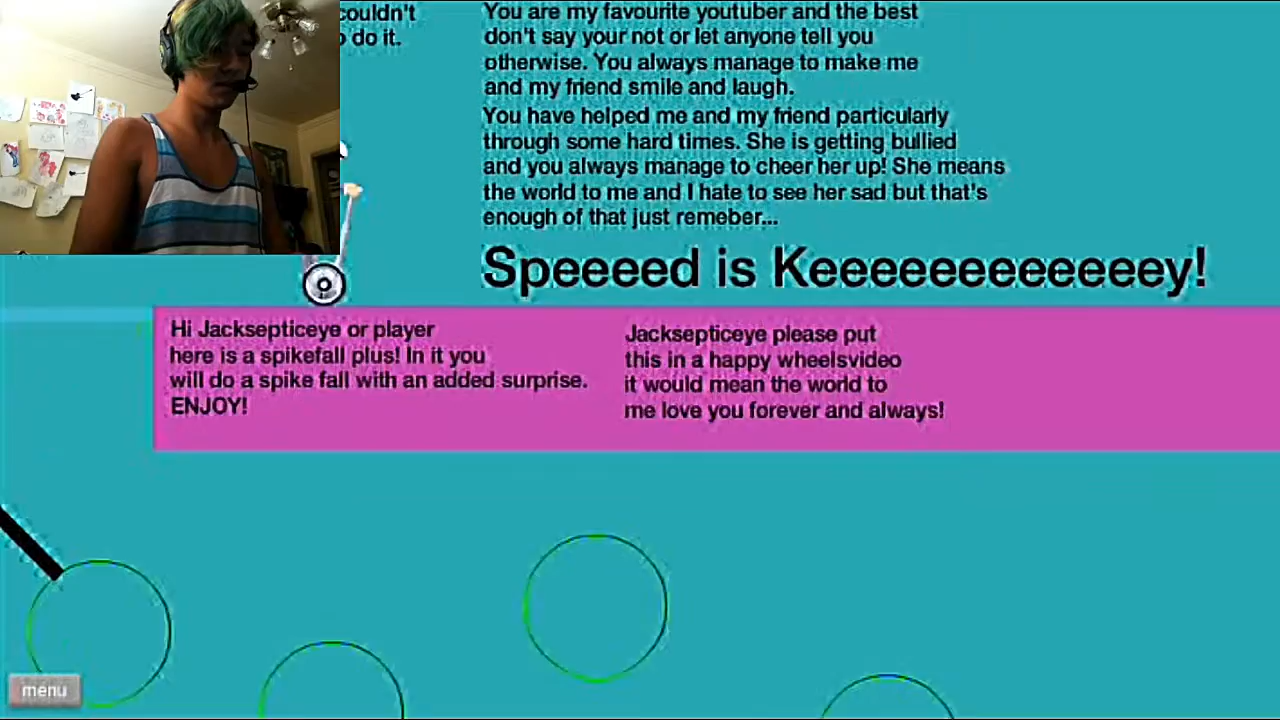 couldn't
do it.
You are my favourite youtuber and the best
don't say your not or let anyone tell you
otherwise. You always manage to make me
and my friend smile and laugh.
You have helped me and my friend particularly
through some hard times. She is getting bullied
and you always manage to cheer her up! She means
the world to me and I hate to see her sad but that's
enough of that just remeber...
Speeeed is Keeeeeeeeeeeey!
Hi Jacksepticeye or player
here is a spikefall plus! In it you
will do a spike fall with an added surprise.
ENJOY!
Jacksepticeye please put
this in a happy wheelsvideo
it would mean the world to
me love you forever and always!
menu